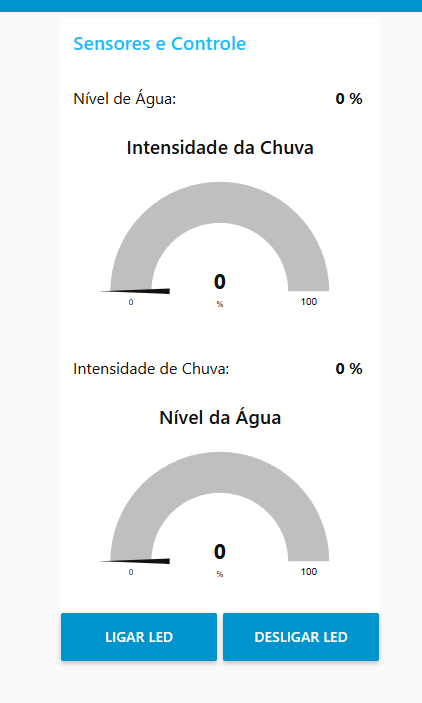 Sensores e Controle
Nível de Água: 0 %
Intensidade da Chuva
0
%
0 100
Intensidade de Chuva: 0 %
Nível da Água
0
%
0 100
LIGAR LED DESLIGAR LED